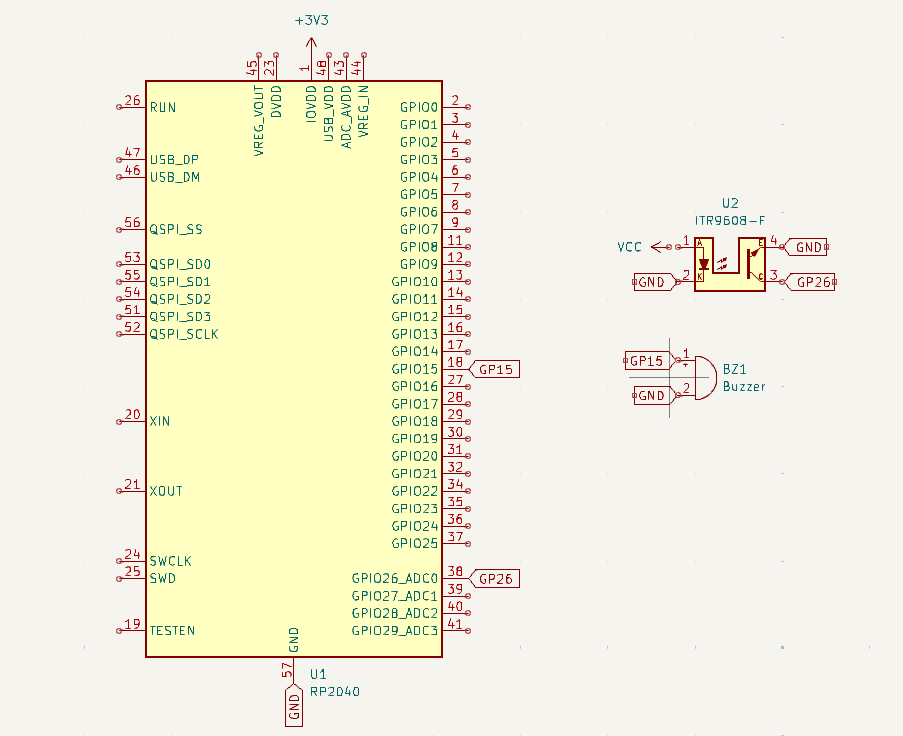 +3V3
45 23 1 48 43 44
VREG_VOUT DVDD IOVDD USB_VDD ADC_AVDD VREG_IN
26 RUN
47 USB_DP
46 USB_DM
56 QSPI_SS
53 QSPI_SD0
55 QSPI_SD1
54 QSPI_SD2
51 QSPI_SD3
52 QSPI_SCLK
20 XIN
21 XOUT
24 SWCLK
25 SWD
19 TESTEN
GPIO0 2
GPIO1 3
GPIO2 4
GPIO3 5
GPIO4 6
GPIO5 7
GPIO6 8
GPIO7 9
GPIO8 11
GPIO9 12
GPIO10 13
GPIO11 14
GPIO12 15
GPIO13 16
GPIO14 17
GPIO15 18 GP15
GPIO16 27
GPIO17 28
GPIO18 29
GPIO19 30
GPIO20 31
GPIO21 32
GPIO22 34
GPIO23 35
GPIO24 36
GPIO25 37
GPIO26_ADC0 38 GP26
GPIO27_ADC1 39
GPIO28_ADC2 40
GPIO29_ADC3 41
GND
57
GND
U1
RP2040
U2
ITR9608-F
VCC 1 A E 4 GND
GND 2 K C 3 GP26
GP15 1 +
GND 2
BZ1
Buzzer